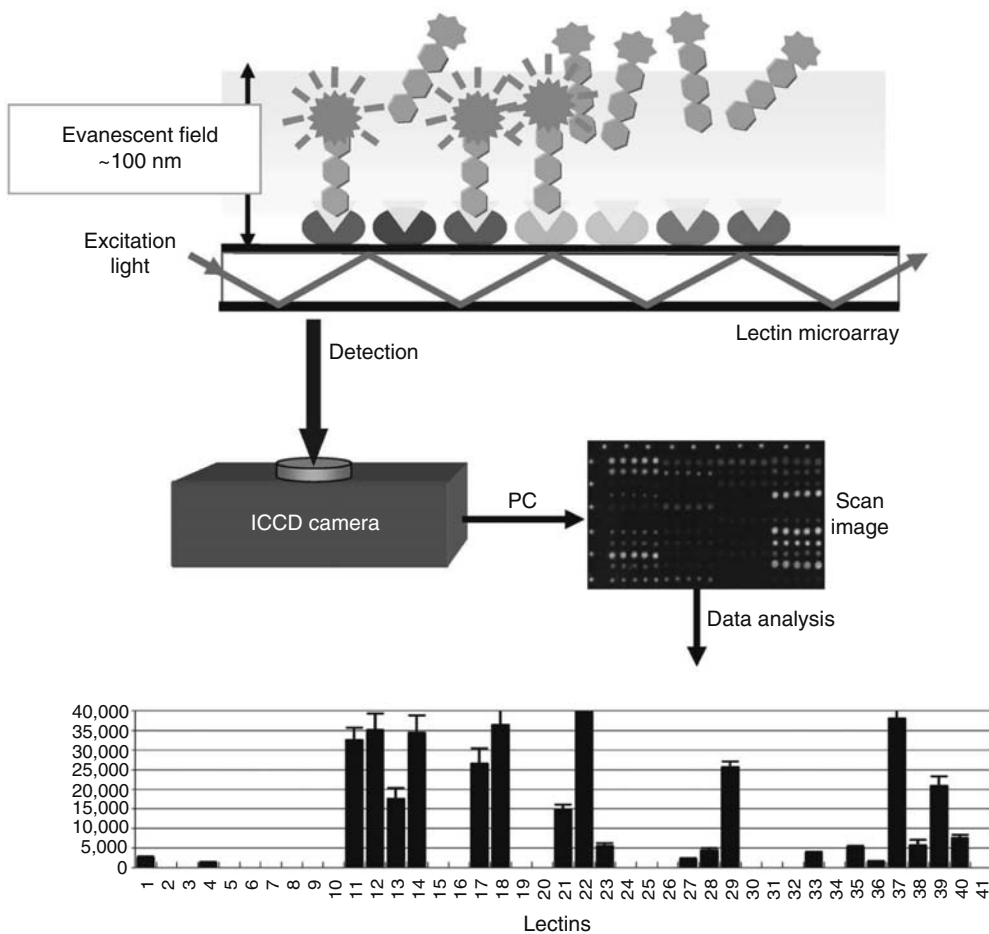 Evanescent field
~100 nm
Excitation
light
Lectin microarray
Detection
ICCD camera
PC
Scan
image
Data analysis
40,000
35,000
30,000
25,000
20,000
15,000
10,000
5,000
0
1 2 3 4 5 6 7 8 9 10 11 12 13 14 15 16 17 18 19 20 21 22 23 24 25 26 27 28 29 30 31 32 33 34 35 36 37 38 39 40 41
Lectins